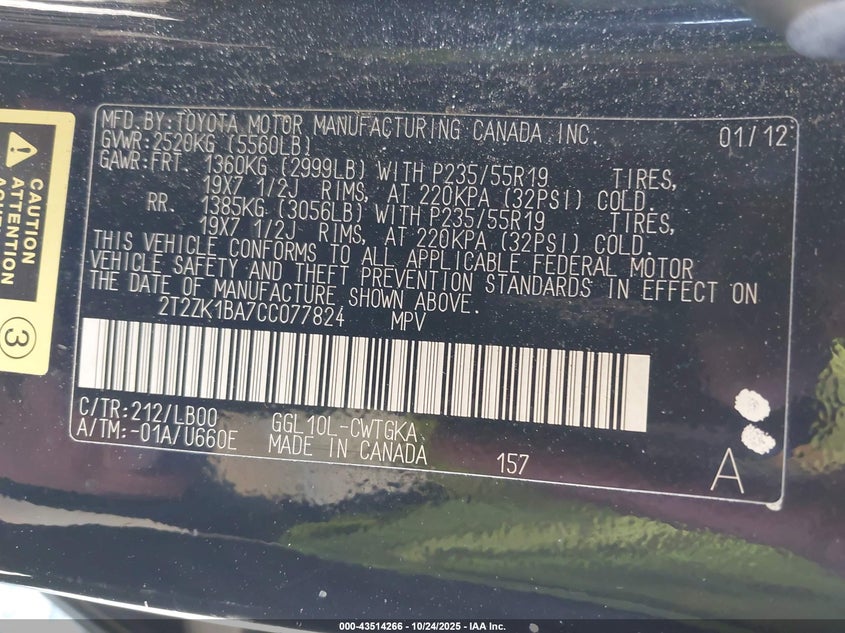 MFD.BY:TOYOTA MOTOR MANUFACTURING CANADA INC. 01/12
GVWR:2520KG (5560LB)
GAWR:FRT. 1360KG (2999LB) WITH P235/55R19 TIRES,
19X7 1/2J RIMS, AT 220KPA (32PSI) COLD.
RR. 1385KG (3056LB) WITH P235/55R19 TIRES,
19X7 1/2J RIMS, AT 220KPA (32PSI) COLD.
THIS VEHICLE CONFORMS TO ALL APPLICABLE FEDERAL MOTOR
VEHICLE SAFETY AND THEFT PREVENTION STANDARDS IN EFFECT ON
THE DATE OF MANUFACTURE SHOWN ABOVE.
2T2ZK1BA7CC077824 MPV
C/TR:212/LB00 GGL10L-CWTGKA
A/TM:-01A/U660E MADE IN CANADA 157 A
CAUTION
ATTENTION
3
000-43514266 - 10/24/2025 - IAA Inc.